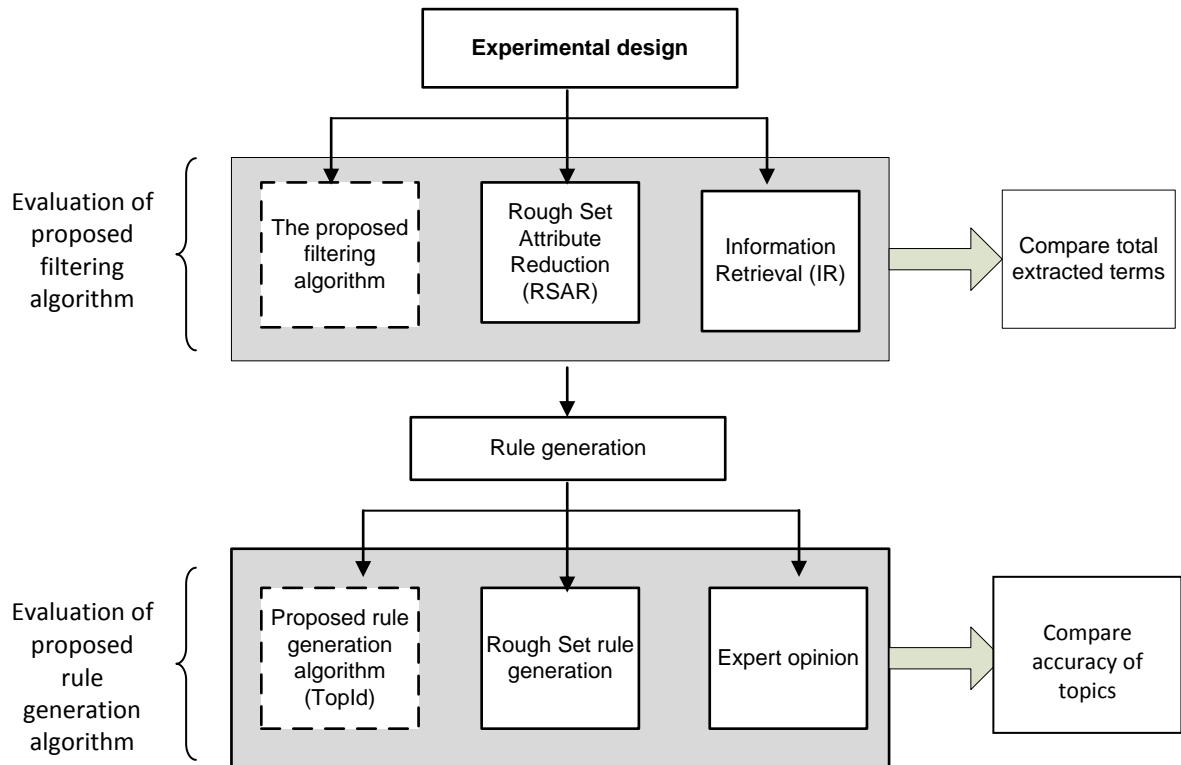 Experimental design
Evaluation of
proposed
filtering
algorithm
The proposed
filtering
algorithm
Rough Set
Attribute
Reduction
(RSAR)
Information
Retrieval (IR)
Compare total
extracted terms
Rule generation
Evaluation of
proposed
rule
generation
algorithm
Proposed rule
generation
algorithm
(TopId)
Rough Set rule
generation
Expert opinion
Compare
accuracy of
topics